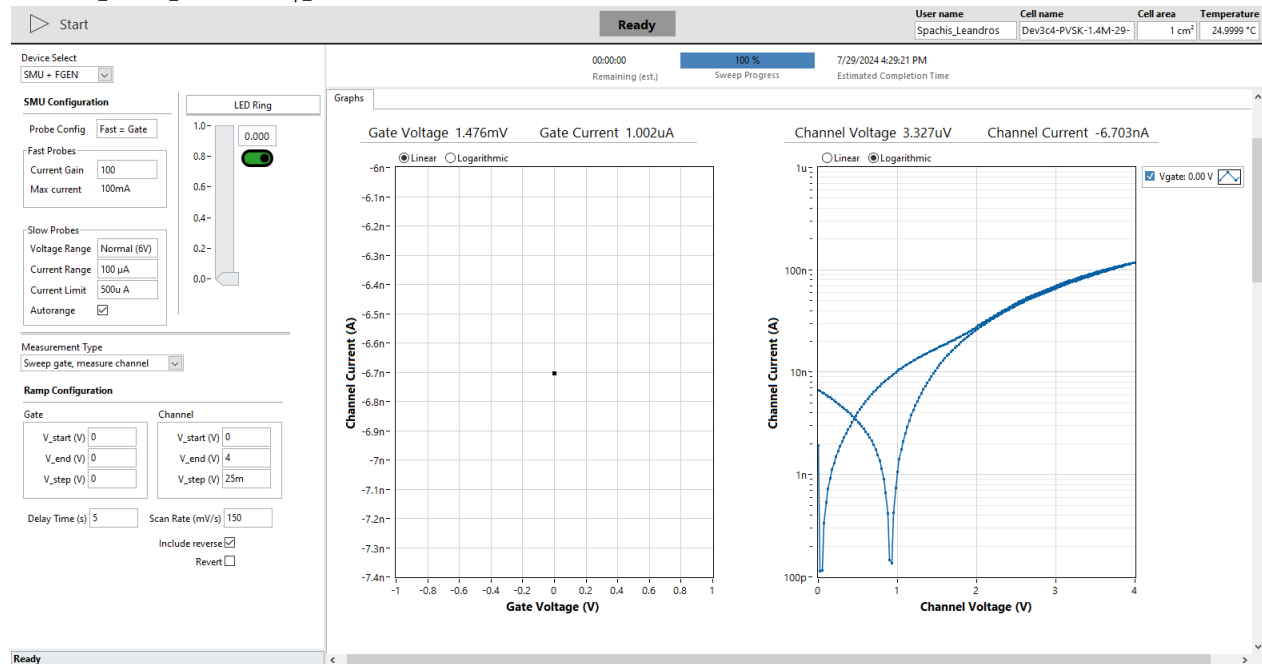 Start
Ready
User name
Cell name
Cell area
Temperature
Spachis_Leandros
Dev3c4-PVSK-1.4M-29-
1 cm²
24.9999 °C
Device Select
SMU + FGEN
00:00:00
Remaining (est.)
100 %
Sweep Progress
7/29/2024 4:29:21 PM
Estimated Completion Time
SMU Configuration
LED Ring
Probe Config Fast = Gate
Fast Probes
Current Gain 100
Max current 100mA
Slow Probes
Voltage Range Normal (6V)
Current Range 100 µA
Current Limit 500u A
Autorange
1.0
0.8
0.6
0.4
0.2
0.0
0.000
Measurement Type
Sweep gate, measure channel
Ramp Configuration
Gate
V_start (V) 0
V_end (V) 0
V_step (V) 0
Channel
V_start (V) 0
V_end (V) 4
V_step (V) 25m
Delay Time (s) 5
Scan Rate (mV/s) 150
Include reverse
Revert
Ready
Graphs
Gate Voltage 1.476mV
Gate Current 1.002uA
Linear
Logarithmic
Channel Current (A)
-6n
-6.1n
-6.2n
-6.3n
-6.4n
-6.5n
-6.6n
-6.7n
-6.8n
-6.9n
-7n
-7.1n
-7.2n
-7.3n
-7.4n
-1 -0.8 -0.6 -0.4 -0.2 0 0.2 0.4 0.6 0.8 1
Gate Voltage (V)
Channel Voltage 3.327uV
Channel Current -6.703nA
Linear
Logarithmic
Channel Current (A)
1u
100n
10n
1n
100p
0 1 2 3 4
Channel Voltage (V)
Vgate: 0.00 V